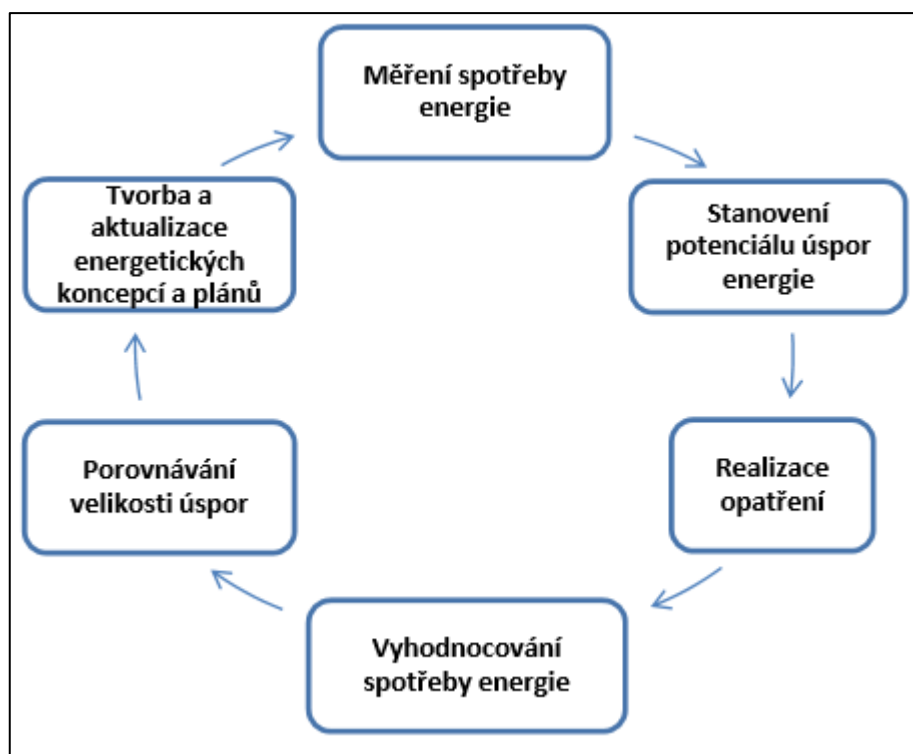 Měření spotřeby
energie
Stanovení
potenciálu úspor
energie
Realizace
opatření
Vyhodnocování
spotřeby energie
Porovnávání
velikosti úspor
Tvorba a
aktualizace
energetických
koncepcí a plánů